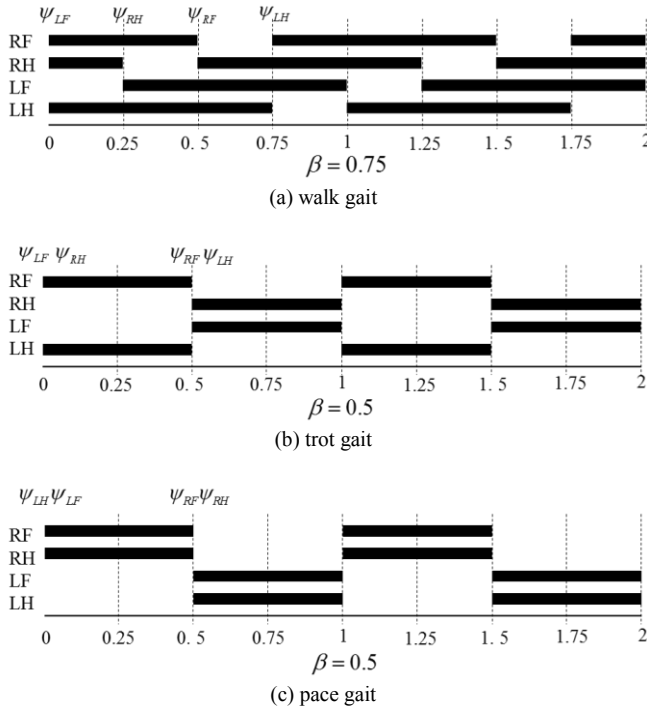 ψLF ψRH ψRF ψLH
RF
RH
LF
LH
0 0.25 0. 5 0.75 1 1.25 1. 5 1.75 2
β = 0.75
(a) walk gait
ψLF ψRH ψRF ψLH
RF
RH
LF
LH
0 0.25 0. 5 0.75 1 1.25 1. 5 1.75 2
β = 0.5
(b) trot gait
ψLH ψLF ψRF ψRH
RF
RH
LF
LH
0 0.25 0. 5 0.75 1 1.25 1. 5 1.75 2
β = 0.5
(c) pace gait